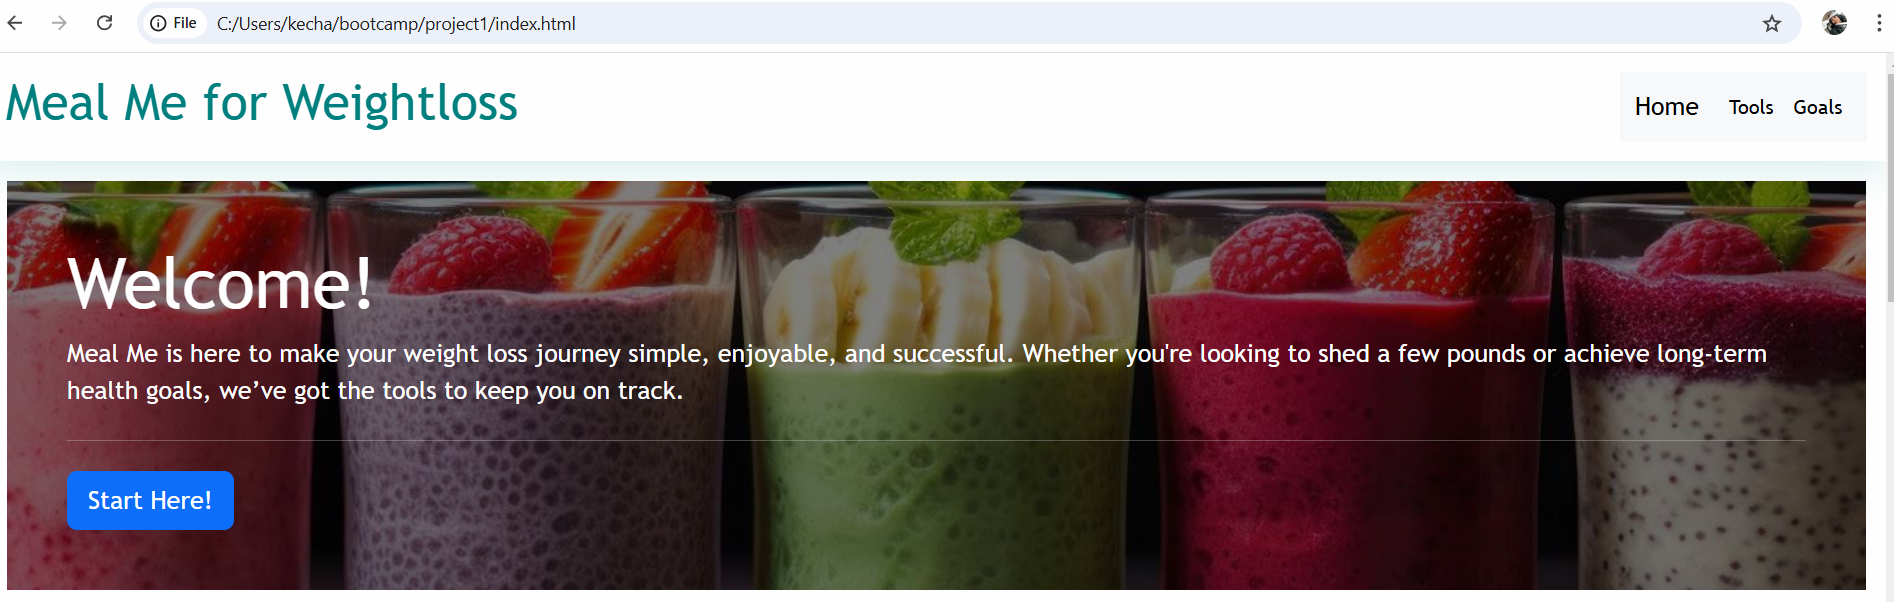 File C:/Users/kecha/bootcamp/project1/index.html
Meal Me for Weightloss
Home Tools Goals
Welcome!
Meal Me is here to make your weight loss journey simple, enjoyable, and successful. Whether you're looking to shed a few pounds or achieve long-term
health goals, we’ve got the tools to keep you on track.
Start Here!